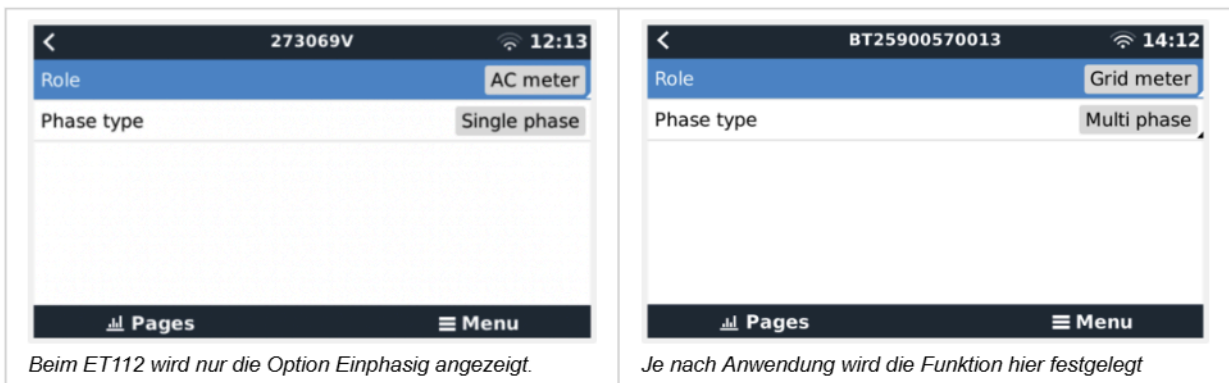 273069V 12:13
Role AC meter
Phase type Single phase
Pages Menu
Beim ET112 wird nur die Option Einphasig angezeigt.
BT25900570013 14:12
Role Grid meter
Phase type Multi phase
Pages Menu
Je nach Anwendung wird die Funktion hier festgelegt